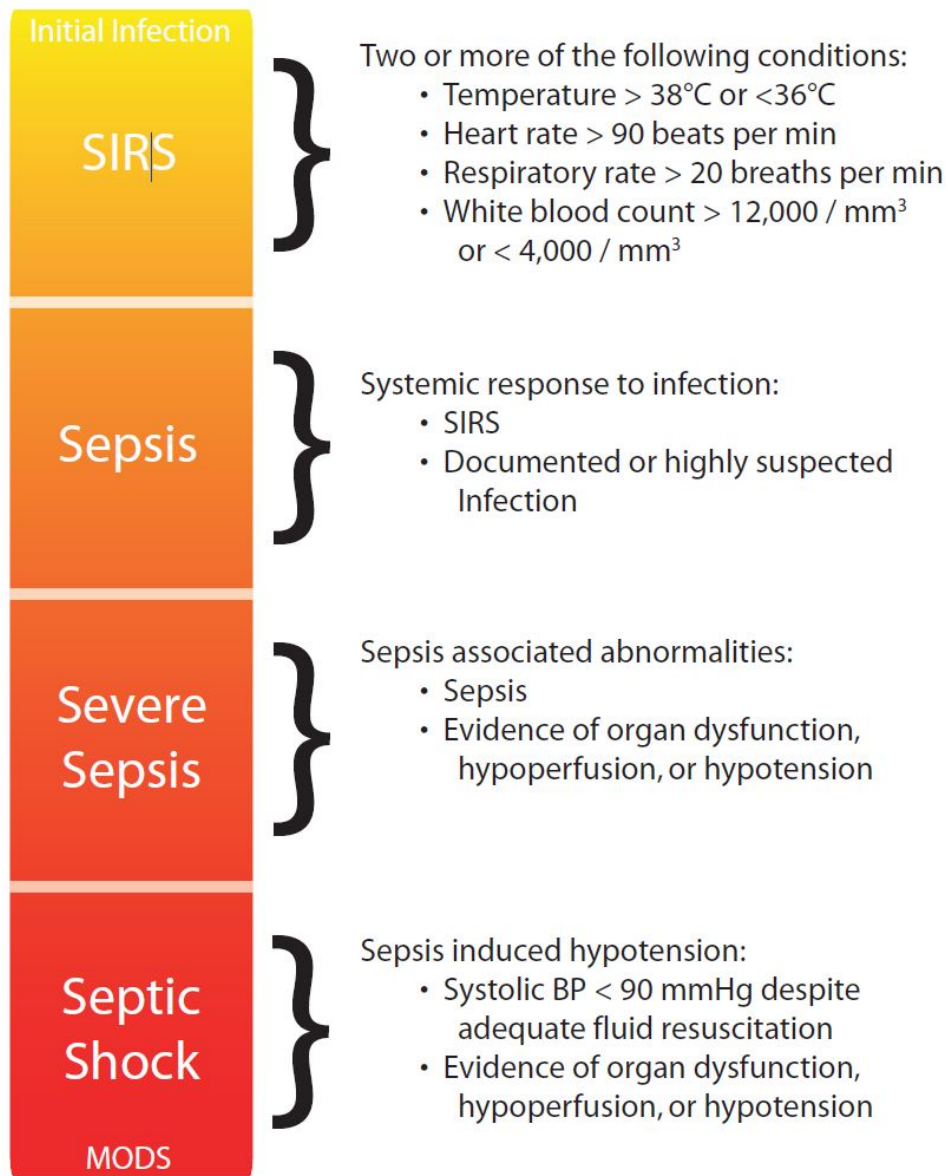 Initial Infection
SIRS
Two or more of the following conditions:
• Temperature > 38°C or <36°C
• Heart rate > 90 beats per min
• Respiratory rate > 20 breaths per min
• White blood count > 12,000 / mm³
or < 4,000 / mm³
Sepsis
Systemic response to infection:
• SIRS
• Documented or highly suspected
Infection
Severe
Sepsis
Sepsis associated abnormalities:
• Sepsis
• Evidence of organ dysfunction,
hypoperfusion, or hypotension
Septic
Shock
MODS
Sepsis induced hypotension:
• Systolic BP < 90 mmHg despite
adequate fluid resuscitation
• Evidence of organ dysfunction,
hypoperfusion, or hypotension